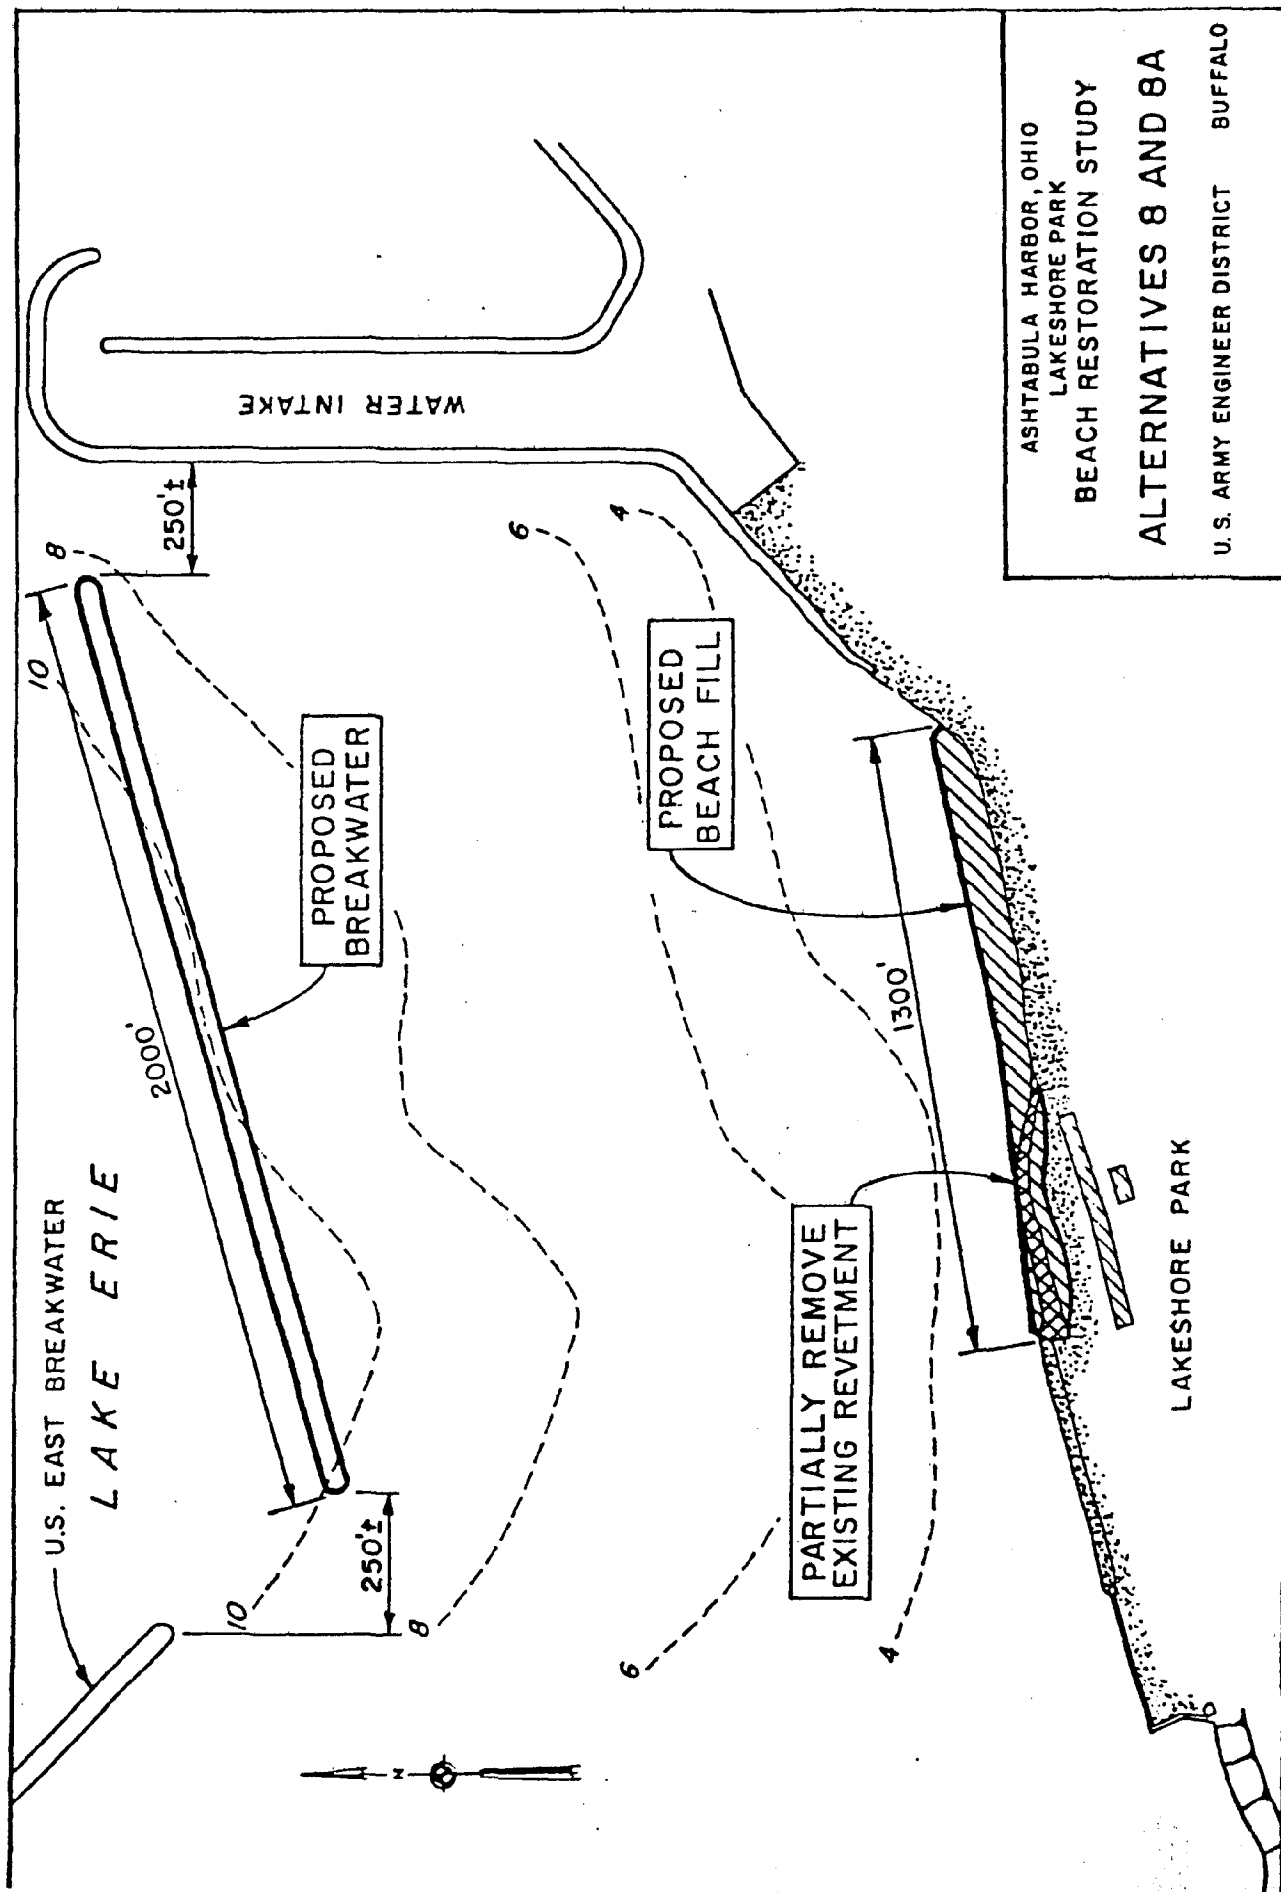 U.S. EAST BREAKWATER
LAKE ERIE
2000'
10
8
250'±
250'±
10
8
WATER INTAKE
PROPOSED
BREAKWATER
6
4
PROPOSED
BEACH FILL
1300'
6
4
PARTIALLY REMOVE
EXISTING REVETMENT
N
LAKESHORE PARK
ASHTABULA HARBOR, OHIO
LAKESHORE PARK
BEACH RESTORATION STUDY
ALTERNATIVES 8 AND 8A
U. S. ARMY ENGINEER DISTRICT BUFFALO